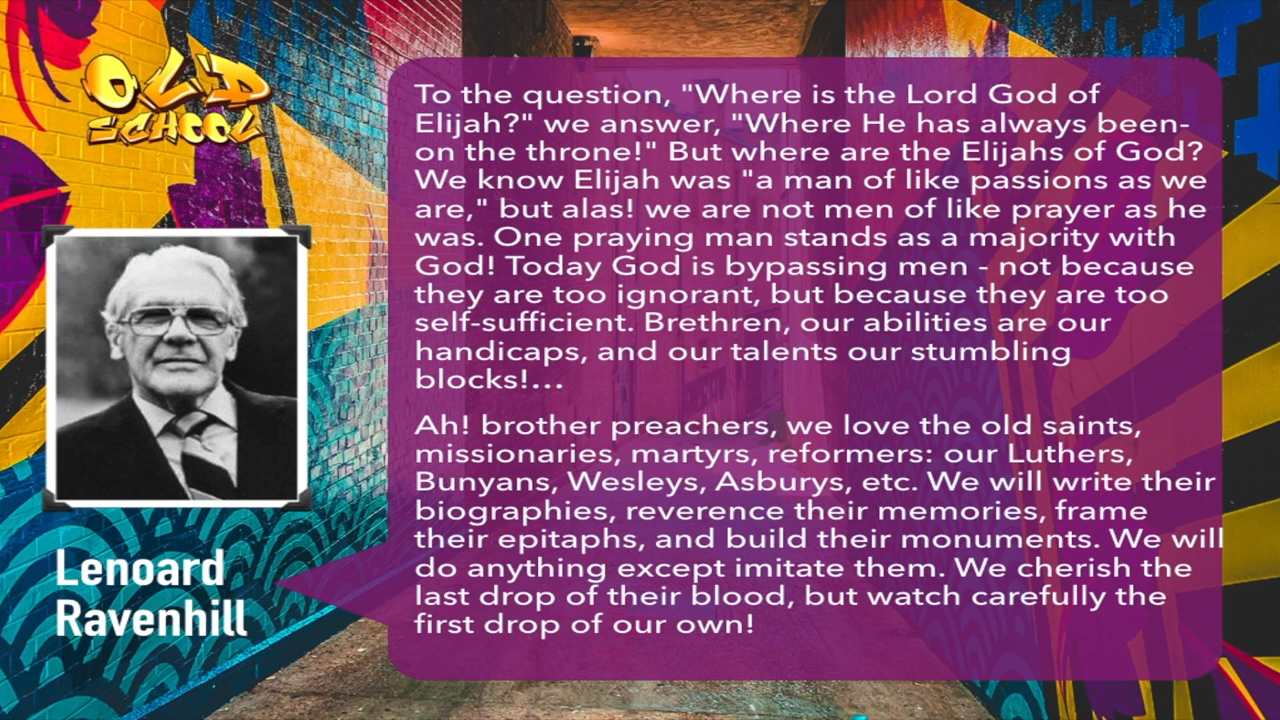 OLD
SCHOOL
To the question, "Where is the Lord God of
Elijah?" we answer, "Where He has always been-
on the throne!" But where are the Elijahs of God?
We know Elijah was "a man of like passions as we
are," but alas! we are not men of like prayer as he
was. One praying man stands as a majority with
God! Today God is bypassing men - not because
they are too ignorant, but because they are too
self-sufficient. Brethren, our abilities are our
handicaps, and our talents our stumbling
blocks!...
Ah! brother preachers, we love the old saints,
missionaries, martyrs, reformers: our Luthers,
Bunyans, Wesleys, Asburys, etc. We will write their
biographies, reverence their memories, frame
their epitaphs, and build their monuments. We will
do anything except imitate them. We cherish the
last drop of their blood, but watch carefully the
first drop of our own!
Lenoard
Ravenhill